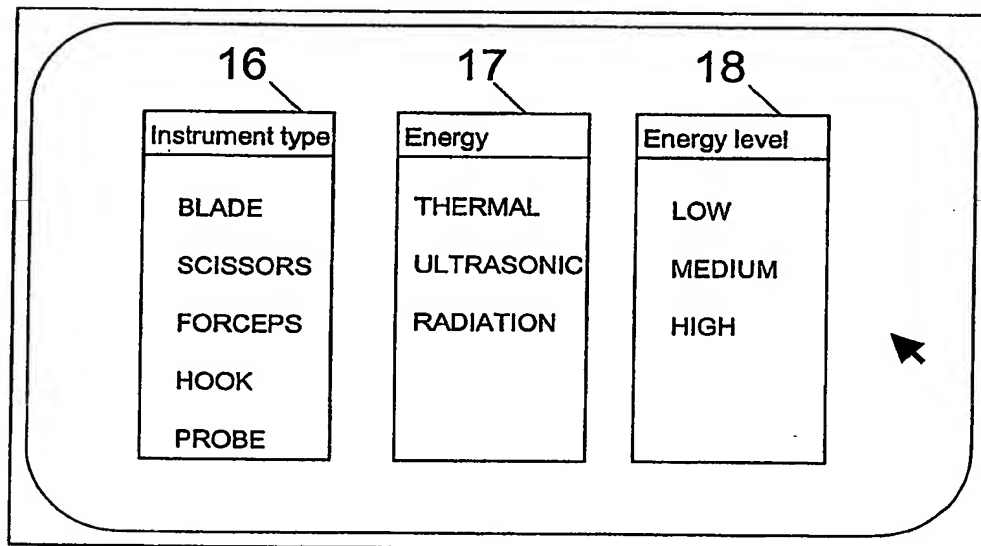 16 17 18
Instrument type Energy Energy level
BLADE THERMAL LOW
SCISSORS ULTRASONIC MEDIUM
FORCEPS RADIATION HIGH
HOOK
PROBE